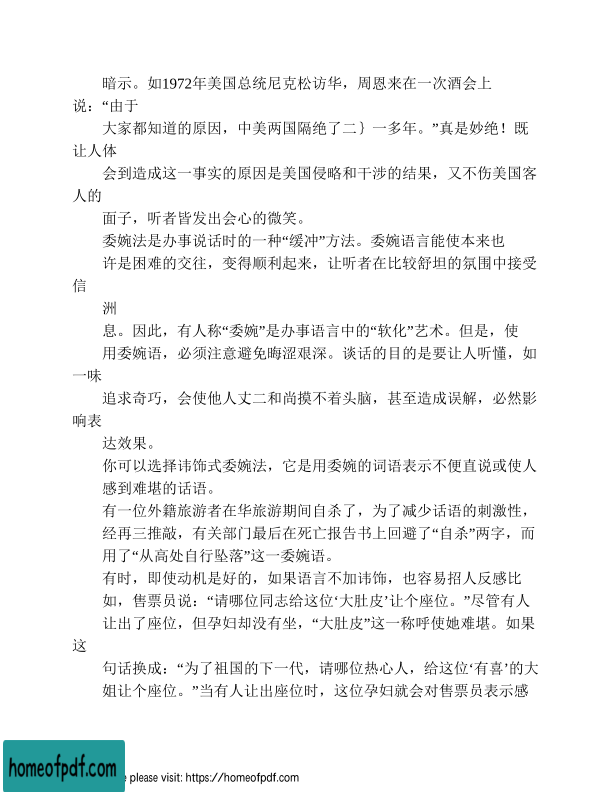 暗示。如1972年美国总统尼克松访华，周恩来在一次酒会上
说：“由于
大家都知道的原因，中美两国隔绝了二｝一多年。”真是妙绝！既
让人体
会到造成这一事实的原因是美国侵略和干涉的结果，又不伤美国客
人的
面子，听者皆发出会心的微笑。
委婉法是办事说话时的一种“缓冲”方法。委婉语言能使本来也
许是困难的交往，变得顺利起来，让听者在比较舒坦的氛围中接受
信
洲
息。因此，有人称“委婉”是办事语言中的“软化”艺术。但是，使
用委婉语，必须注意避免晦涩艰深。谈话的目的是要让人听懂，如
一味
追求奇巧，会使他人丈二和尚摸不着头脑，甚至造成误解，必然影
响表
达效果。
你可以选择讳饰式委婉法，它是用委婉的词语表示不便直说或使人
感到难堪的话语。
有一位外籍旅游者在华旅游期间自杀了，为了减少话语的刺激性，
经再三推敲，有关部门最后在死亡报告书上回避了“自杀”两字，而
用了“从高处自行坠落”这一委婉语。
有时，即使动机是好的，如果语言不加讳饰，也容易招人反感比
如，售票员说：“请哪位同志给这位‘大肚皮’让个座位。”尽管有人
让出了座位，但孕妇却没有坐，“大肚皮”这一称呼使她难堪。如果
这
句话换成：“为了祖国的下一代，请哪位热心人，给这位‘有喜’的大
姐让个座位。”当有人让出座位时，这位孕妇就会对售票员表示感
homeofpdf.com
e please visit: https://homeofpdf.com